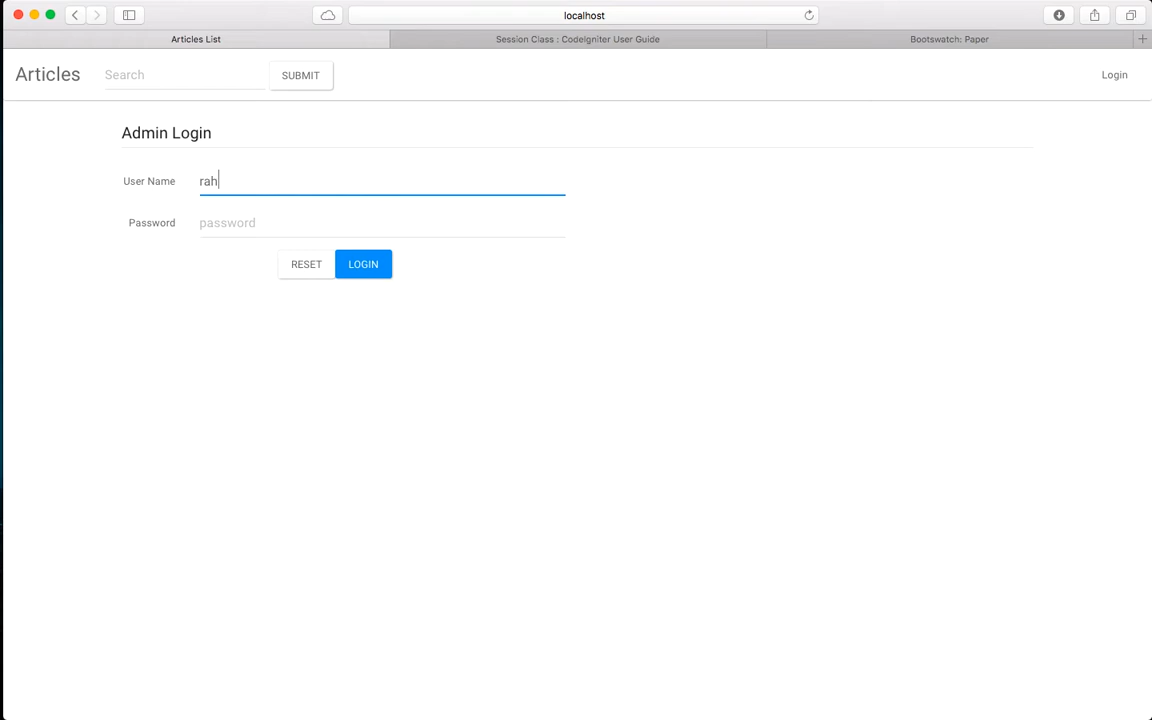 localhost
Articles List
Session Class : CodeIgniter User Guide
Bootswatch: Paper
Articles
Search
SUBMIT
Login
Admin Login
User Name
rah
Password
password
RESET
LOGIN